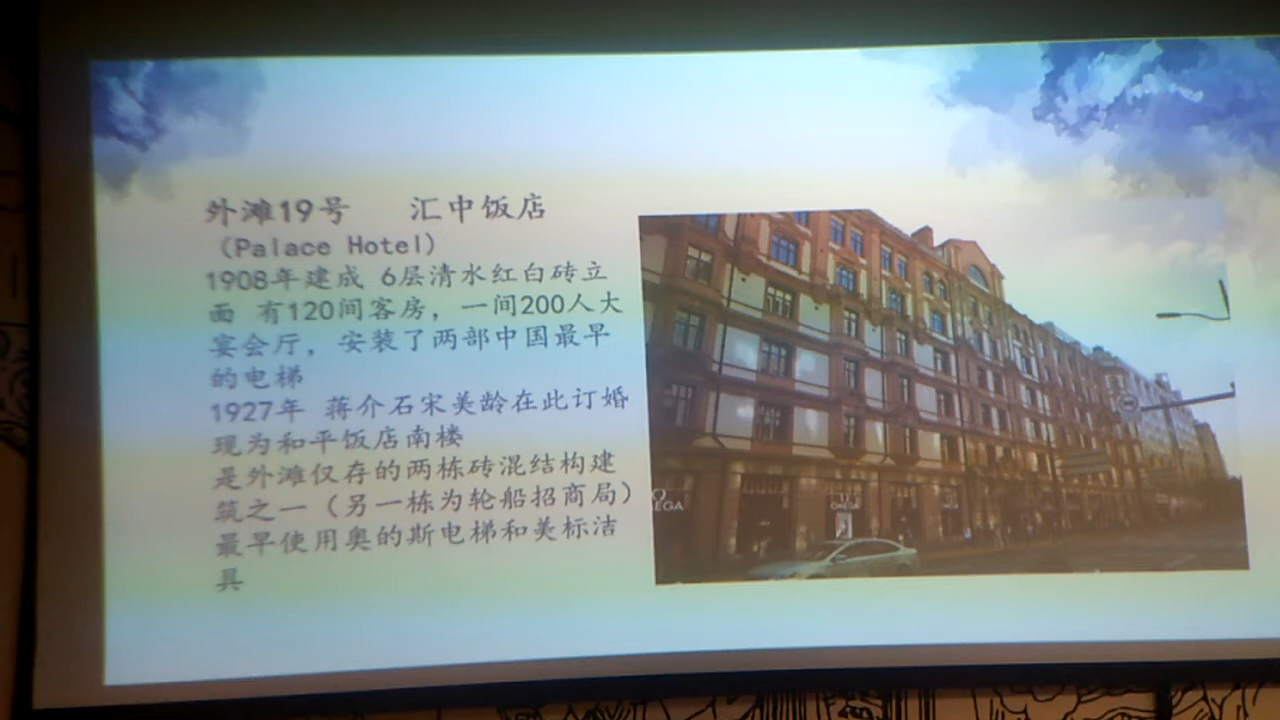 外滩19号 汇中饭店
（Palace Hotel）
1908年建成 6层清水红白砖立
面 有120间客房，一间200人大
宴会厅，安装了两部中国最早
的电梯
1927年 蒋介石宋美龄在此订婚
现为和平饭店南楼
是外滩仅存的两栋砖混结构建
筑之一（另一栋为轮船招商局）
最早使用奥的斯电梯和美标洁
具
OMEGA